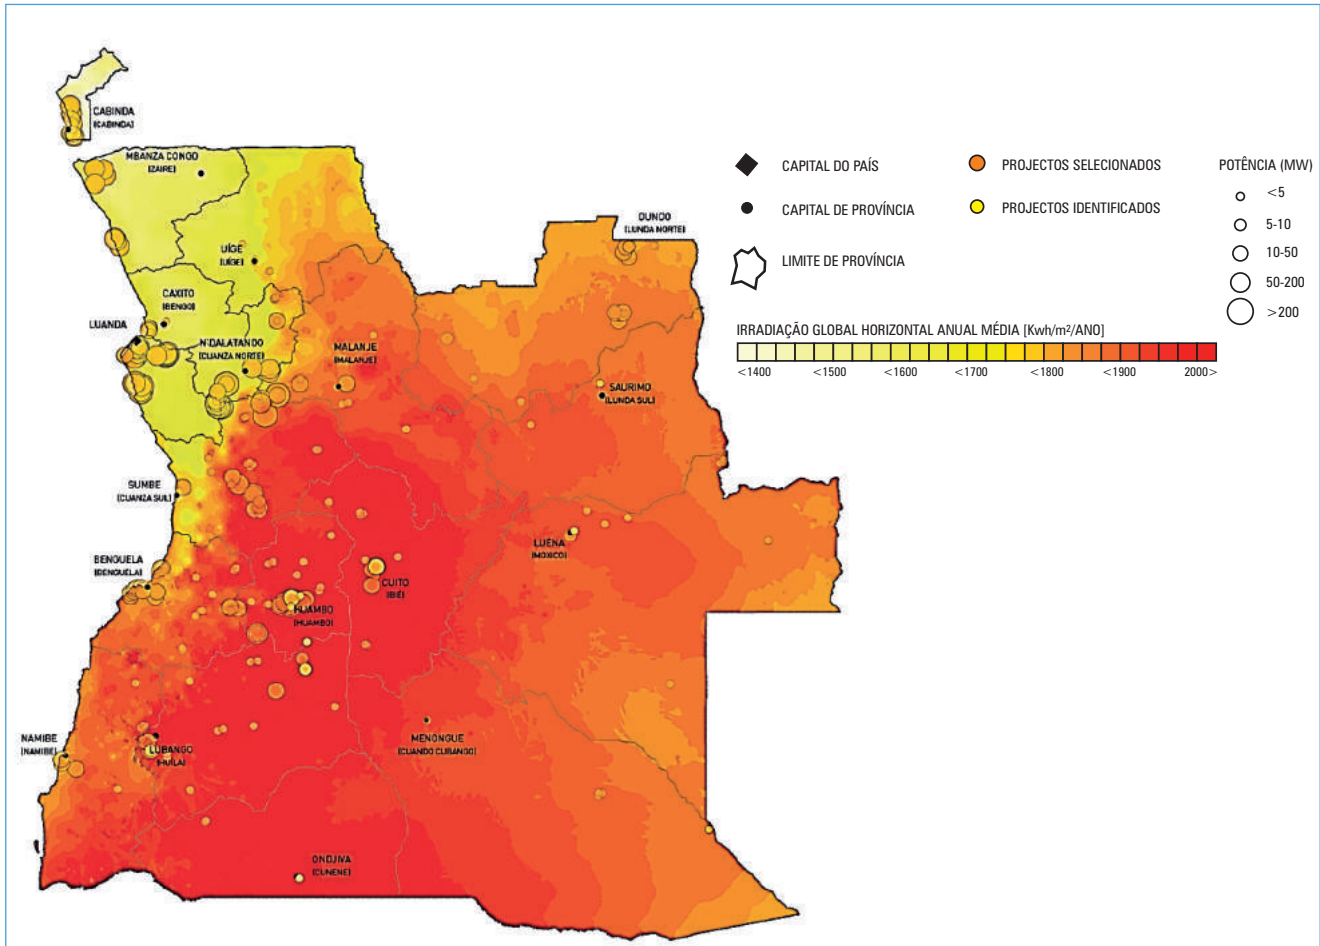 CABINDA
(CABINDA)
MBANZA CONGO
(ZAIRE)
UÍGE
(UÍGE)
CAXITO
(BENGO)
LUANDA
N'DALATANDO
(CUANZA NORTE)
MALANJE
(MALANJE)
DUNDO
(LUNDA NORTE)
SAURIMO
(LUNDA SUL)
SUMBE
(CUANZA SUL)
BENGUELA
(BENGUELA)
HUAMBO
(HUAMBO)
CUITO
(BIÉ)
LUENA
(MOXICO)
NAMIBE
(NAMIBE)
LUBANGO
(HUÍLA)
MENONGUE
(CUANDO CUBANGO)
ONDJIVA
(CUNENE)
CAPITAL DO PAÍS
CAPITAL DE PROVÍNCIA
LIMITE DE PROVÍNCIA
PROJECTOS SELECIONADOS
PROJECTOS IDENTIFICADOS
POTÊNCIA (MW)
<5
5-10
10-50
50-200
>200
IRRADIAÇÃO GLOBAL HORIZONTAL ANUAL MÉDIA [Kwh/m²/ANO]
<1400 <1500 <1600 <1700 <1800 <1900 2000>